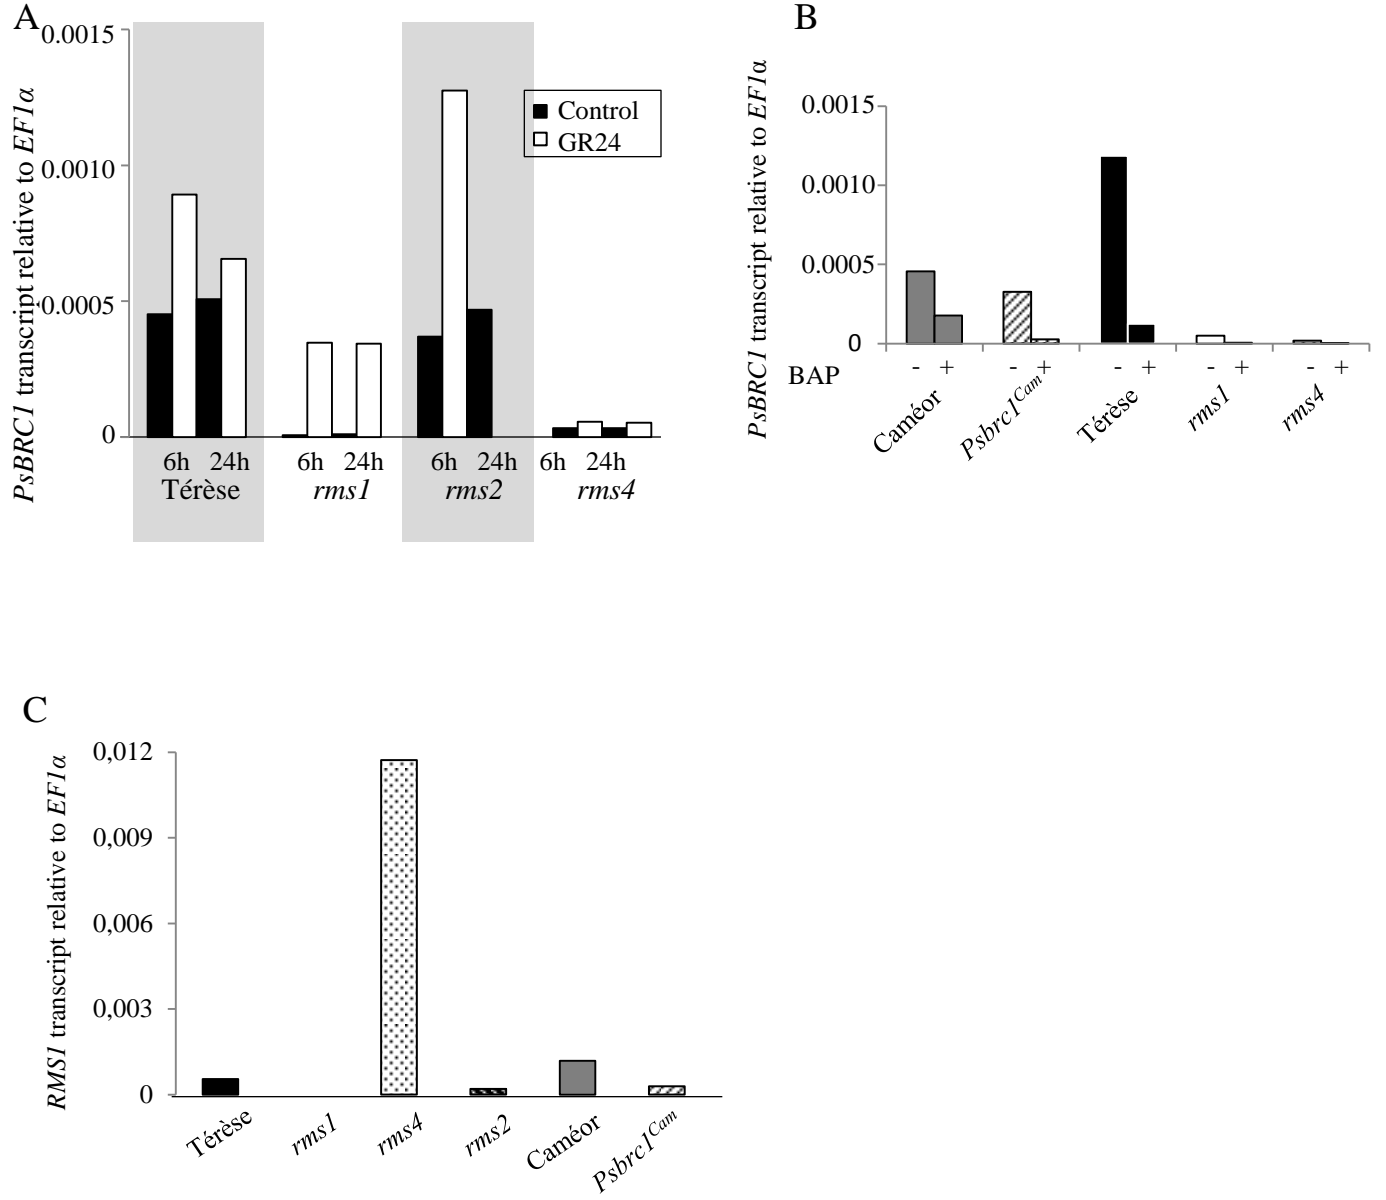 A
PsBRC1 transcript relative to EF1α
0.0015
0.0010
0.0005
0
Control
GR24
6h 24h 6h 24h 6h 24h 6h 24h
Térèse rms1 rms2 rms4
B
PsBRC1 transcript relative to EF1α
0.0015
0.0010
0.0005
0
BAP - + - + - + - + - +
Caméor Psbrc1Cam Térèse rms1 rms4
C
RMS1 transcript relative to EF1α
0,012
0,009
0,006
0,003
0
Térèse rms1 rms4 rms2 Caméor Psbrc1Cam